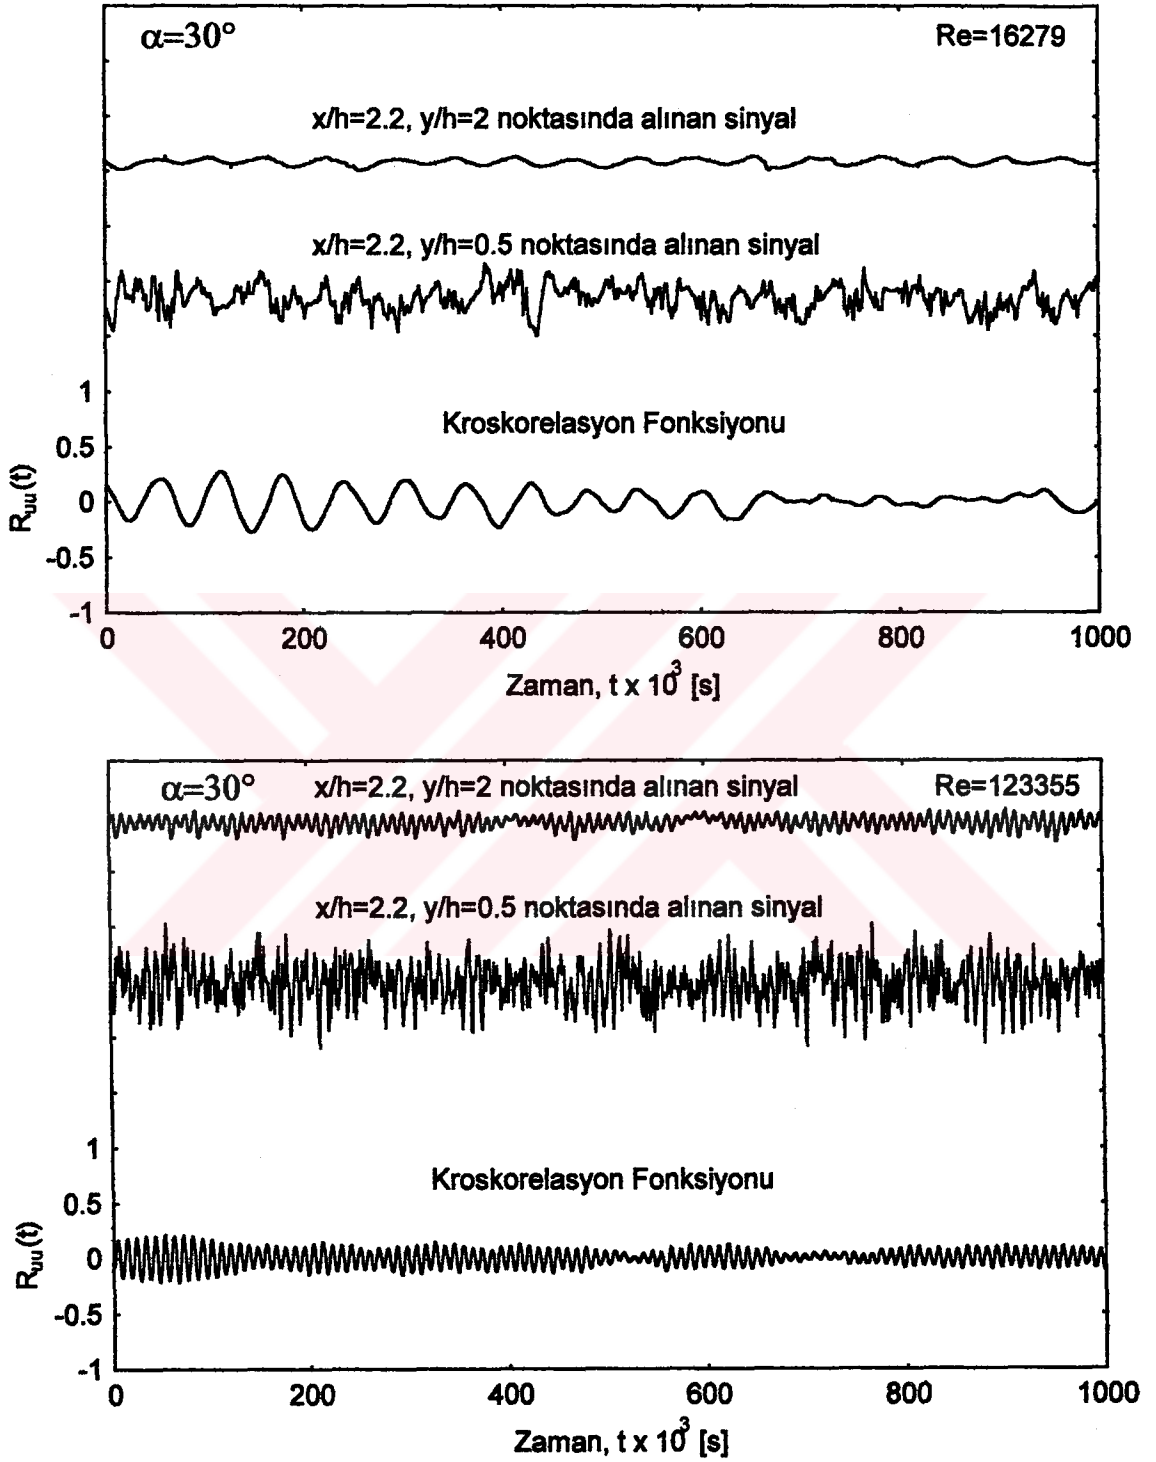 α=30° Re=16279
x/h=2.2, y/h=2 noktasında alınan sinyal
x/h=2.2, y/h=0.5 noktasında alınan sinyal
Kroskorelasyon Fonksiyonu
1
0.5
0
-0.5
-1
Ruu(t)
0 200 400 600 800 1000
Zaman, t x 10³ [s]
α=30° x/h=2.2, y/h=2 noktasında alınan sinyal Re=123355
x/h=2.2, y/h=0.5 noktasında alınan sinyal
Kroskorelasyon Fonksiyonu
1
0.5
0
-0.5
-1
Ruu(t)
0 200 400 600 800 1000
Zaman, t x 10³ [s]